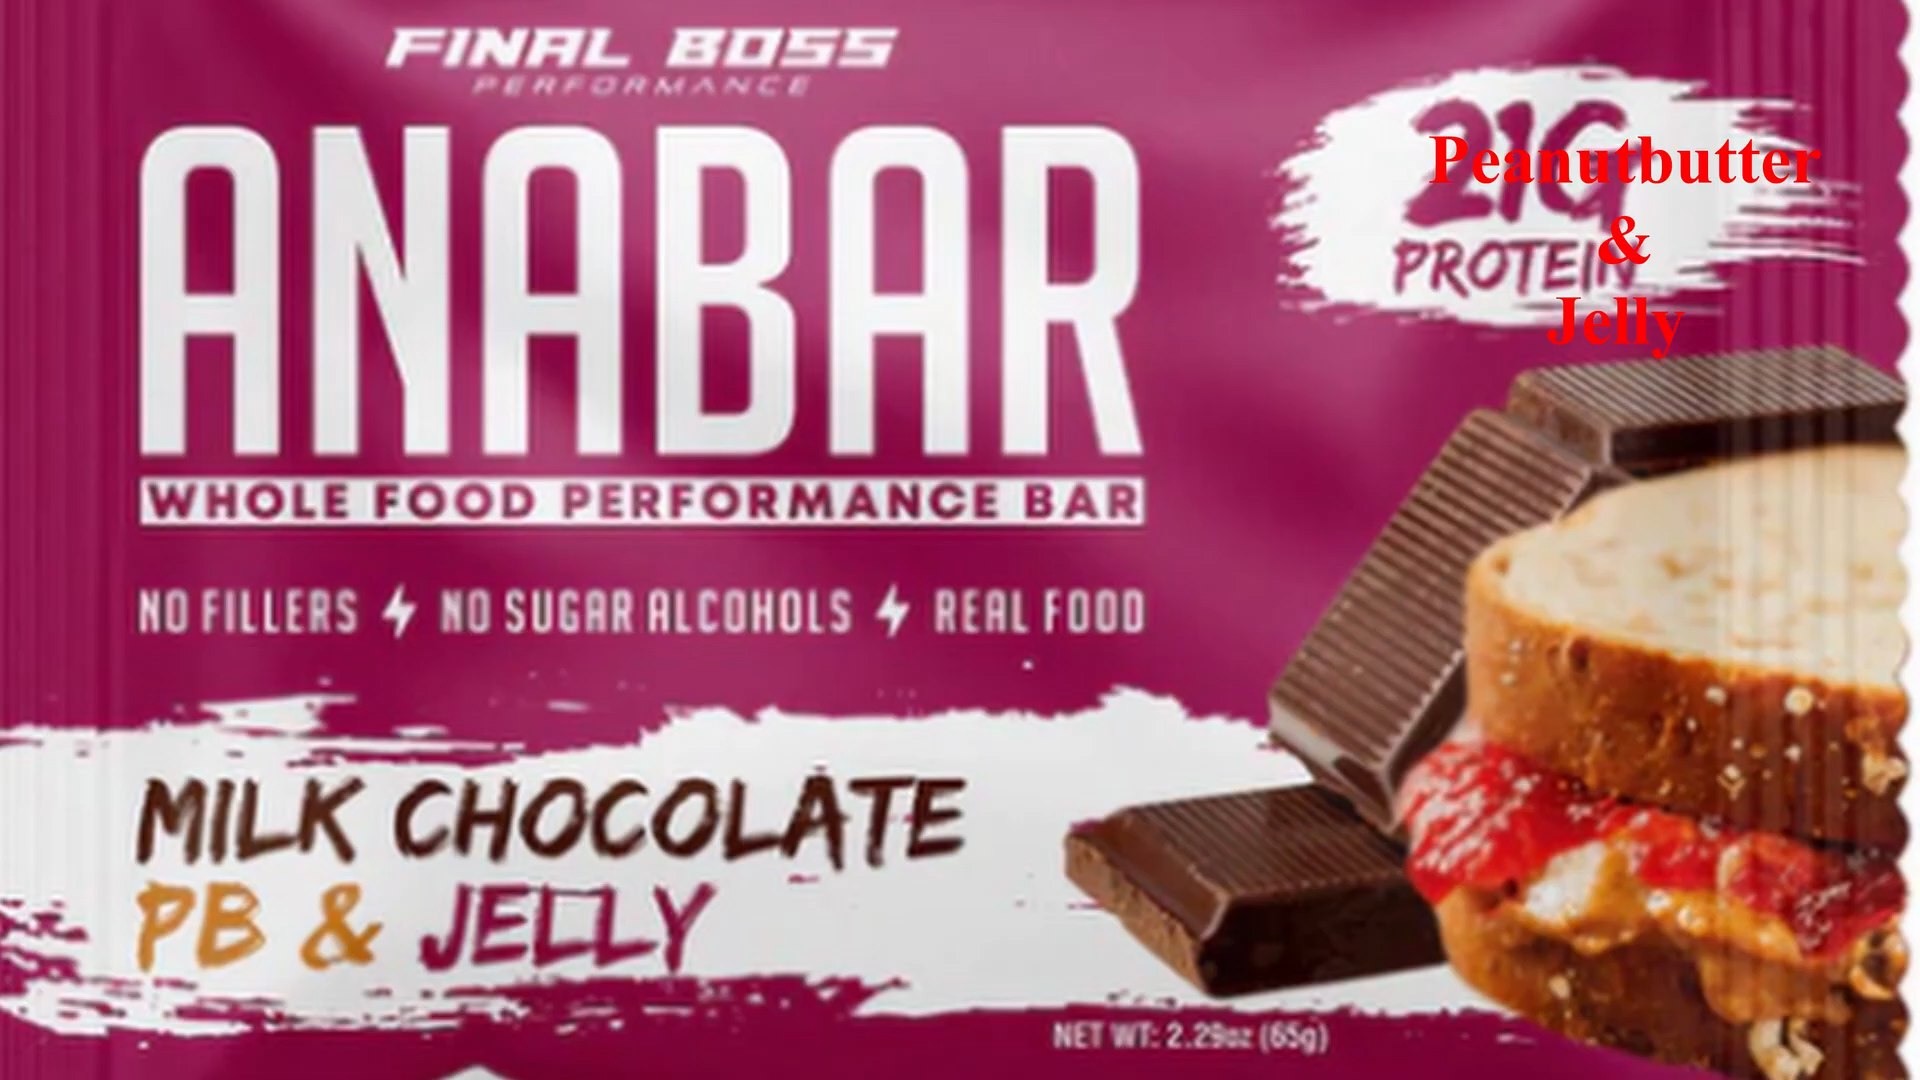 FINAL BOSS
PERFORMANCE
ANABAR
WHOLE FOOD PERFORMANCE BAR
NO FILLERS NO SUGAR ALCOHOLS REAL FOOD
MILK CHOCOLATE
PB & JELLY
NET WT: 2.29oz (65g)
21G
PROTEIN
Peanutbutter
&
Jelly